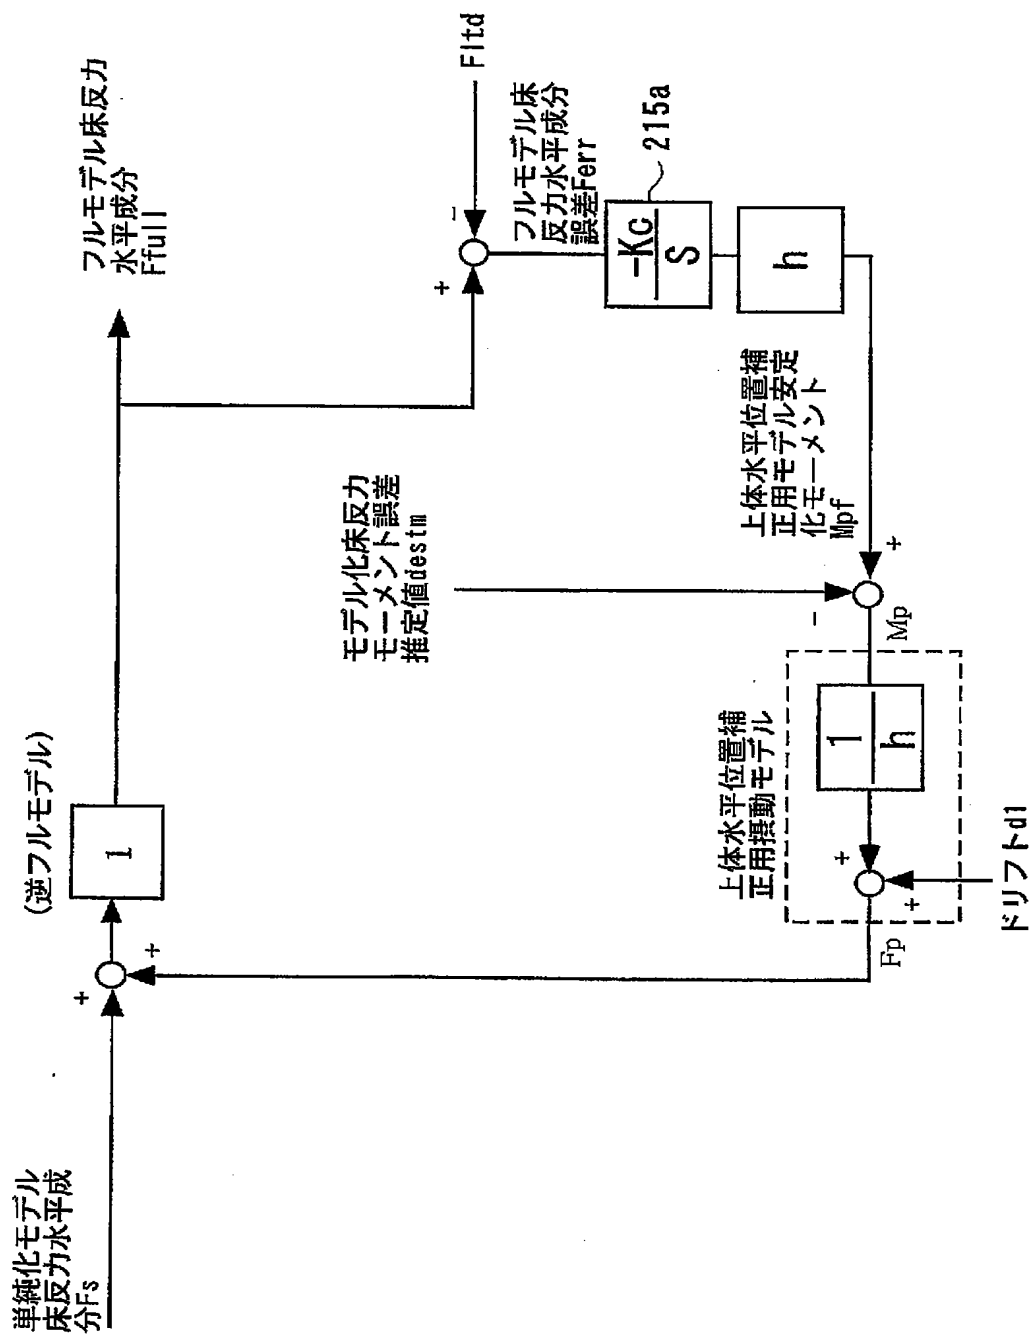 単純化モデル
床反力水平成
分Fs
+
+
(逆フルモデル)
1
フルモデル床反力
水平成分
Ffull
+
-
Fltd
フルモデル床
反力水平成分
誤差Ferr
-Kc
S
215a
h
上体水平位置補
正用モデル安定
化モーメント
Mpf
+
-
モデル化床反力
モーメント誤差
推定値destm
Mp
上体水平位置補
正用摂動モデル
1
h
+
+
ドリフトd1
Fp